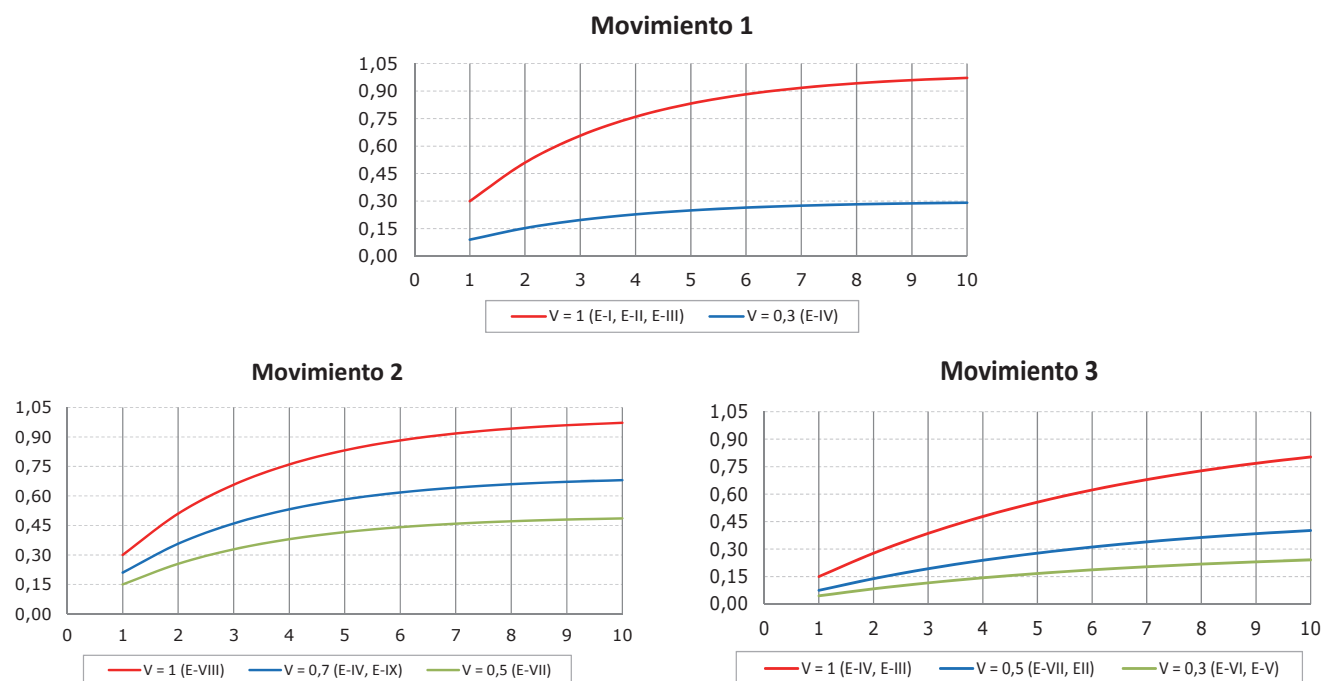 Movimiento 1
1,05
0,90
0,75
0,60
0,45
0,30
0,15
0,00
0 1 2 3 4 5 6 7 8 9 10
V = 1 (E-I, E-II, E-III) V = 0,3 (E-IV)
Movimiento 2
1,05
0,90
0,75
0,60
0,45
0,30
0,15
0,00
0 1 2 3 4 5 6 7 8 9 10
V = 1 (E-VIII) V = 0,7 (E-IV, E-IX) V = 0,5 (E-VII)
Movimiento 3
1,05
0,90
0,75
0,60
0,45
0,30
0,15
0,00
0 1 2 3 4 5 6 7 8 9 10
V = 1 (E-IV, E-III) V = 0,5 (E-VII, EII) V = 0,3 (E-VI, E-V)